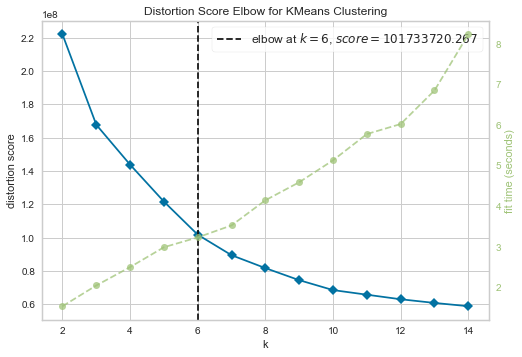 Distortion Score Elbow for KMeans Clustering
1e8
elbow at k = 6, score = 101733720.267
2.2
2.0
1.8
1.6
1.4
1.2
1.0
0.8
0.6
distortion score
8
7
6
5
4
3
2
fit time (seconds)
2 4 6 8 10 12 14
k